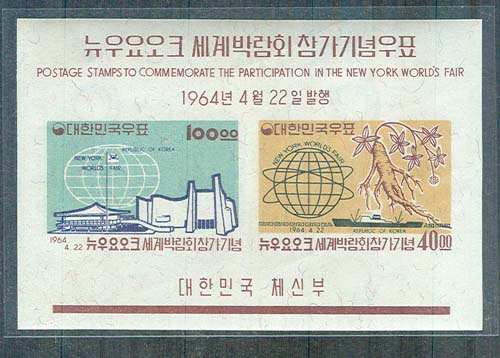 뉴우요오크 세계박람회 참가기념우표
POSTAGE STAMPS TO COMMEMORATE THE PARTICIPATION IN THE NEW YORK WORLD'S FAIR
1964년 4월 22일 발행
대한민국우표 10000
NEW YORK WORLD'S FAIR
REPUBLIC OF KOREA
1964. 4. 22
뉴우요오크 세계박람회 참가기념
대한민국우표
NEW YORK WORLD'S FAIR
1964. 4. 22
REPUBLIC OF KOREA
뉴우요오크 세계박람회 참가기념 4000
대한민국 체신부